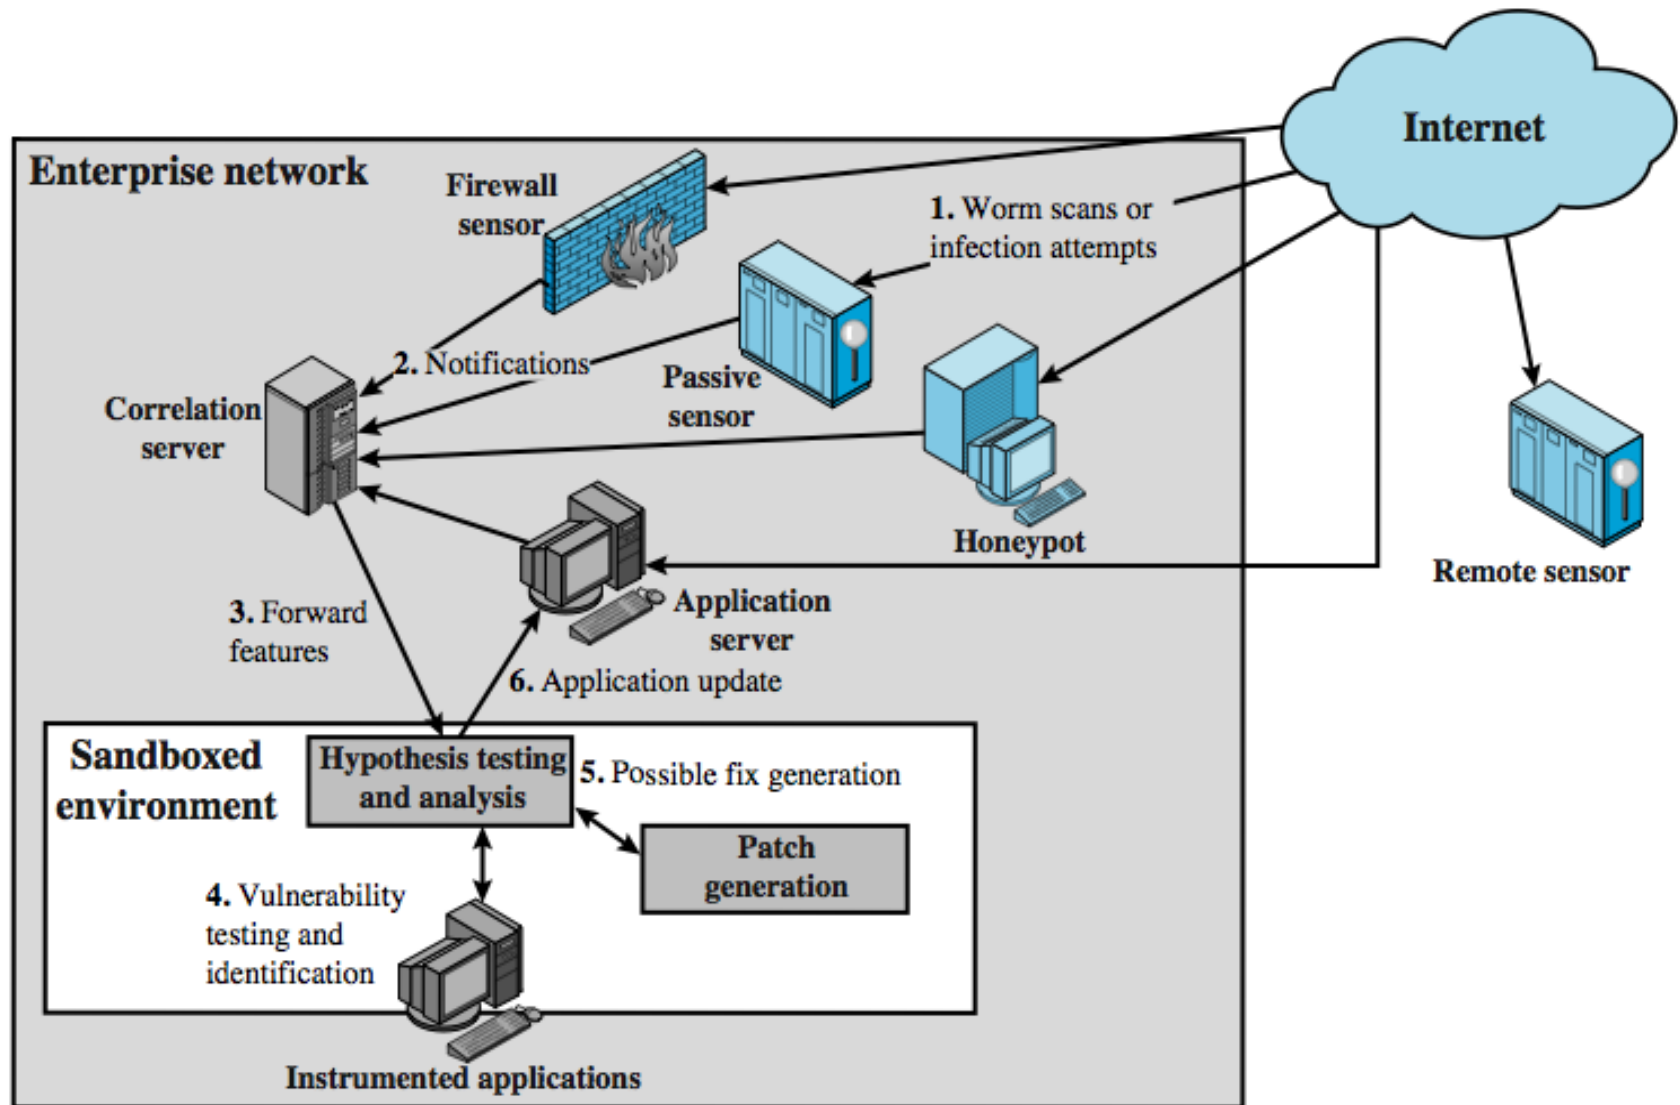 Internet
Enterprise network
Firewall
sensor
1. Worm scans or
infection attempts
2. Notifications
Passive
sensor
Correlation
server
Honeypot
Remote sensor
Application
server
3. Forward
features
6. Application update
Sandboxed
environment
Hypothesis testing
and analysis
5. Possible fix generation
Patch
generation
4. Vulnerability
testing and
identification
Instrumented applications